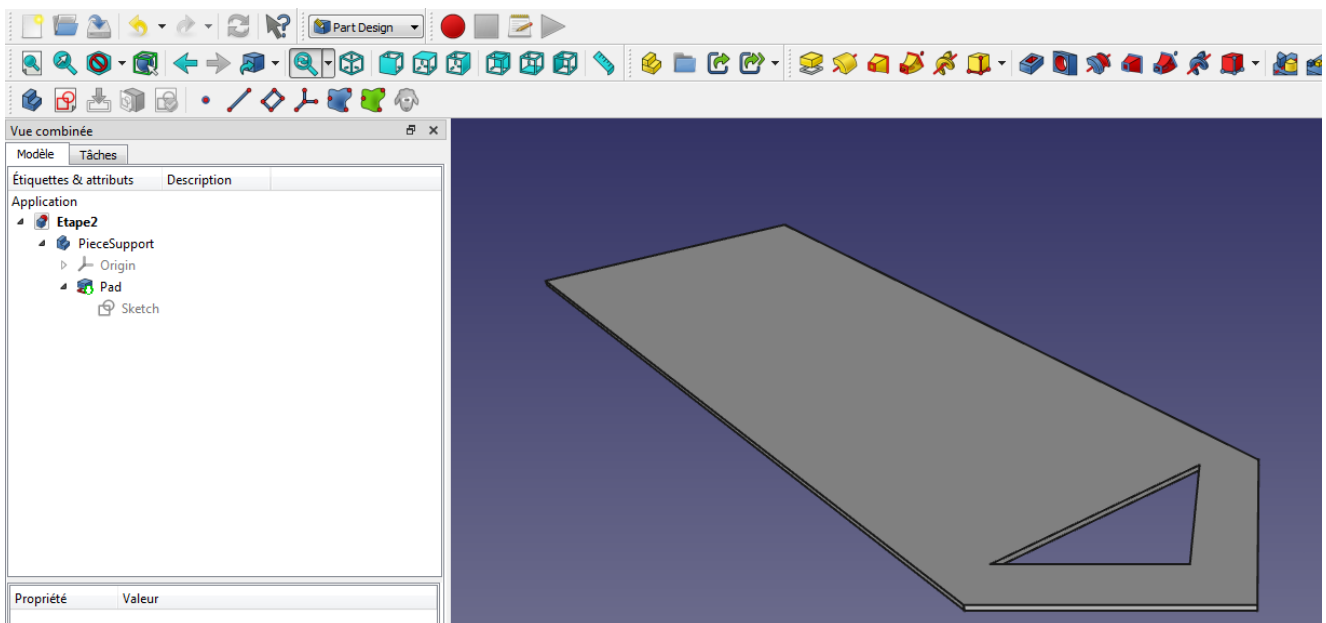 Part Design
Vue combinée
Modèle Tâches
Étiquettes & attributs Description
Application
Etape2
PieceSupport
Origin
Pad
Sketch
Propriété Valeur